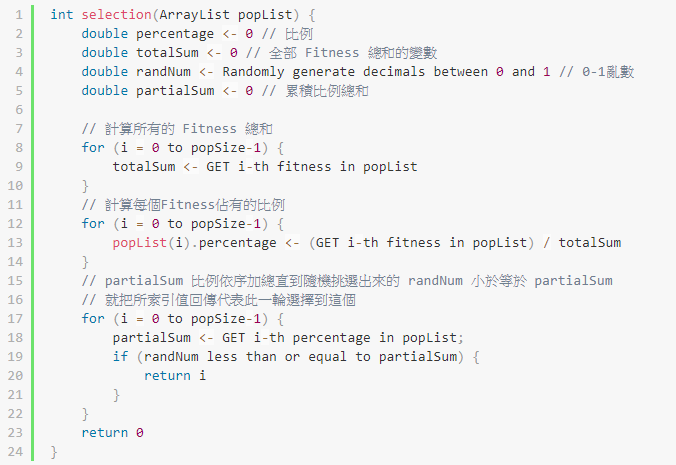 1 int selection(ArrayList popList) {
2 double percentage <- 0 // 比例
3 double totalSum <- 0 // 全部 Fitness 總和的變數
4 double randNum <- Randomly generate decimals between 0 and 1 // 0-1亂數
5 double partialSum <- 0 // 累積比例總和
6
7 // 計算所有的 Fitness 總和
8 for (i = 0 to popSize-1) {
9 totalSum <- GET i-th fitness in popList
10 }
11 // 計算每個Fitness佔有的比例
12 for (i = 0 to popSize-1) {
13 popList(i).percentage <- (GET i-th fitness in popList) / totalSum
14 }
15 // partialSum 比例依序加總直到隨機挑選出來的 randNum 小於等於 partialSum
16 // 就把所索引值回傳代表此一輪選擇到這個
17 for (i = 0 to popSize-1) {
18 partialSum <- GET i-th percentage in popList;
19 if (randNum less than or equal to partialSum) {
20 return i
21 }
22 }
23 return 0
24 }